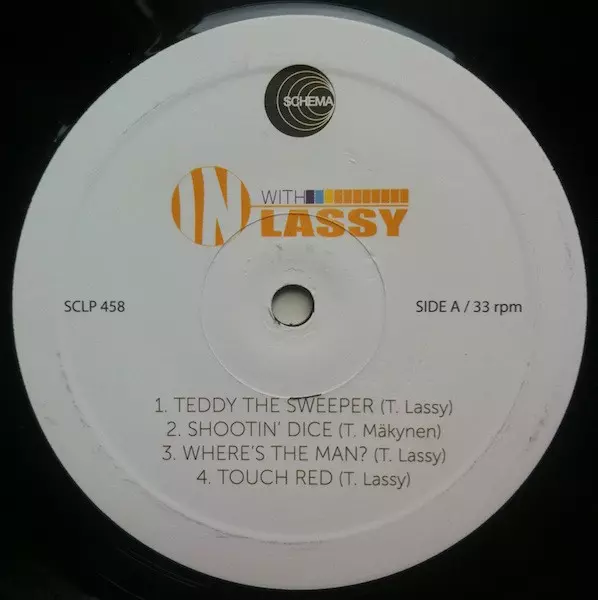 SCHEMA
IN WITH
LASSY
SCLP 458
SIDE A / 33 rpm
1. TEDDY THE SWEEPER (T. Lassy)
2. SHOOTIN' DICE (T. Mäkynen)
3. WHERE'S THE MAN? (T. Lassy)
4. TOUCH RED (T. Lassy)